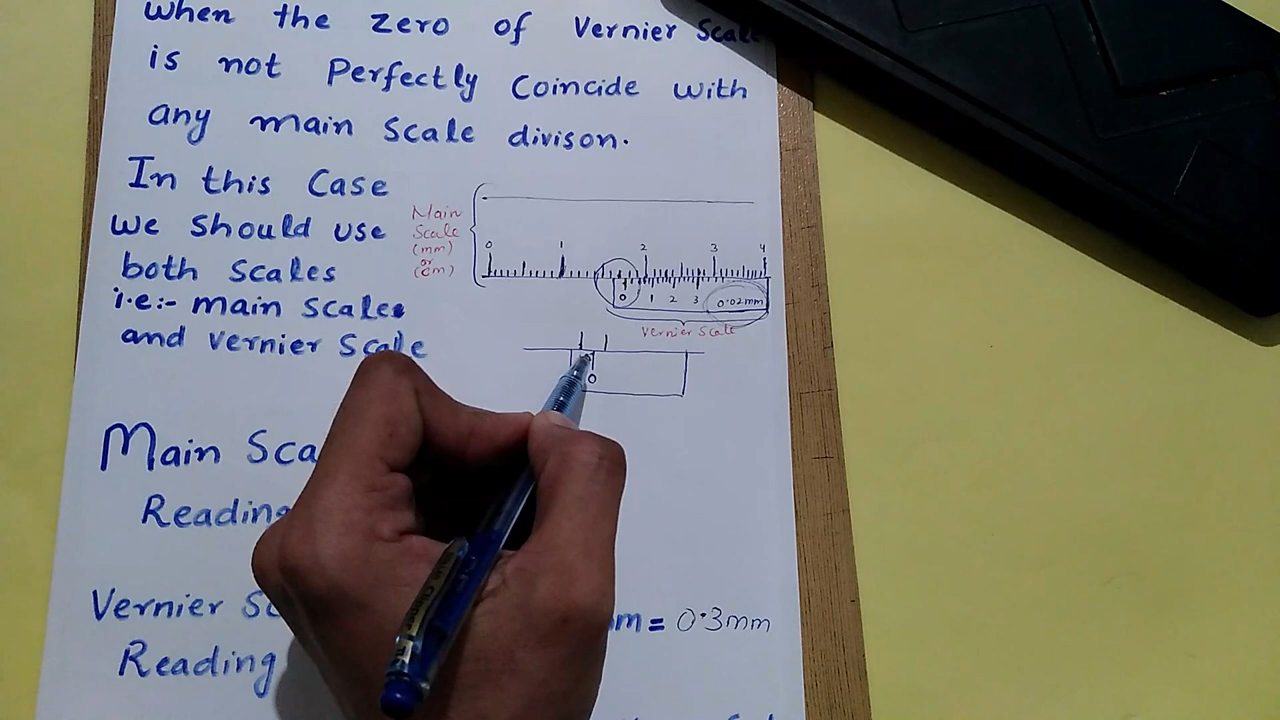 when the zero of Vernier Scale
is not Perfectly Coincide with
any main Scale divison.
In this Case
we should use
both Scales
i.e:- main Scales
and vernier Scale
Main
Scale
(mm)
or
(cm)
0 1 2 3 4
0 1 2 3 0.02mm
Vernier Scale
0
Main Sca
Reading
Vernier Sc
m = 0.3mm
Reading